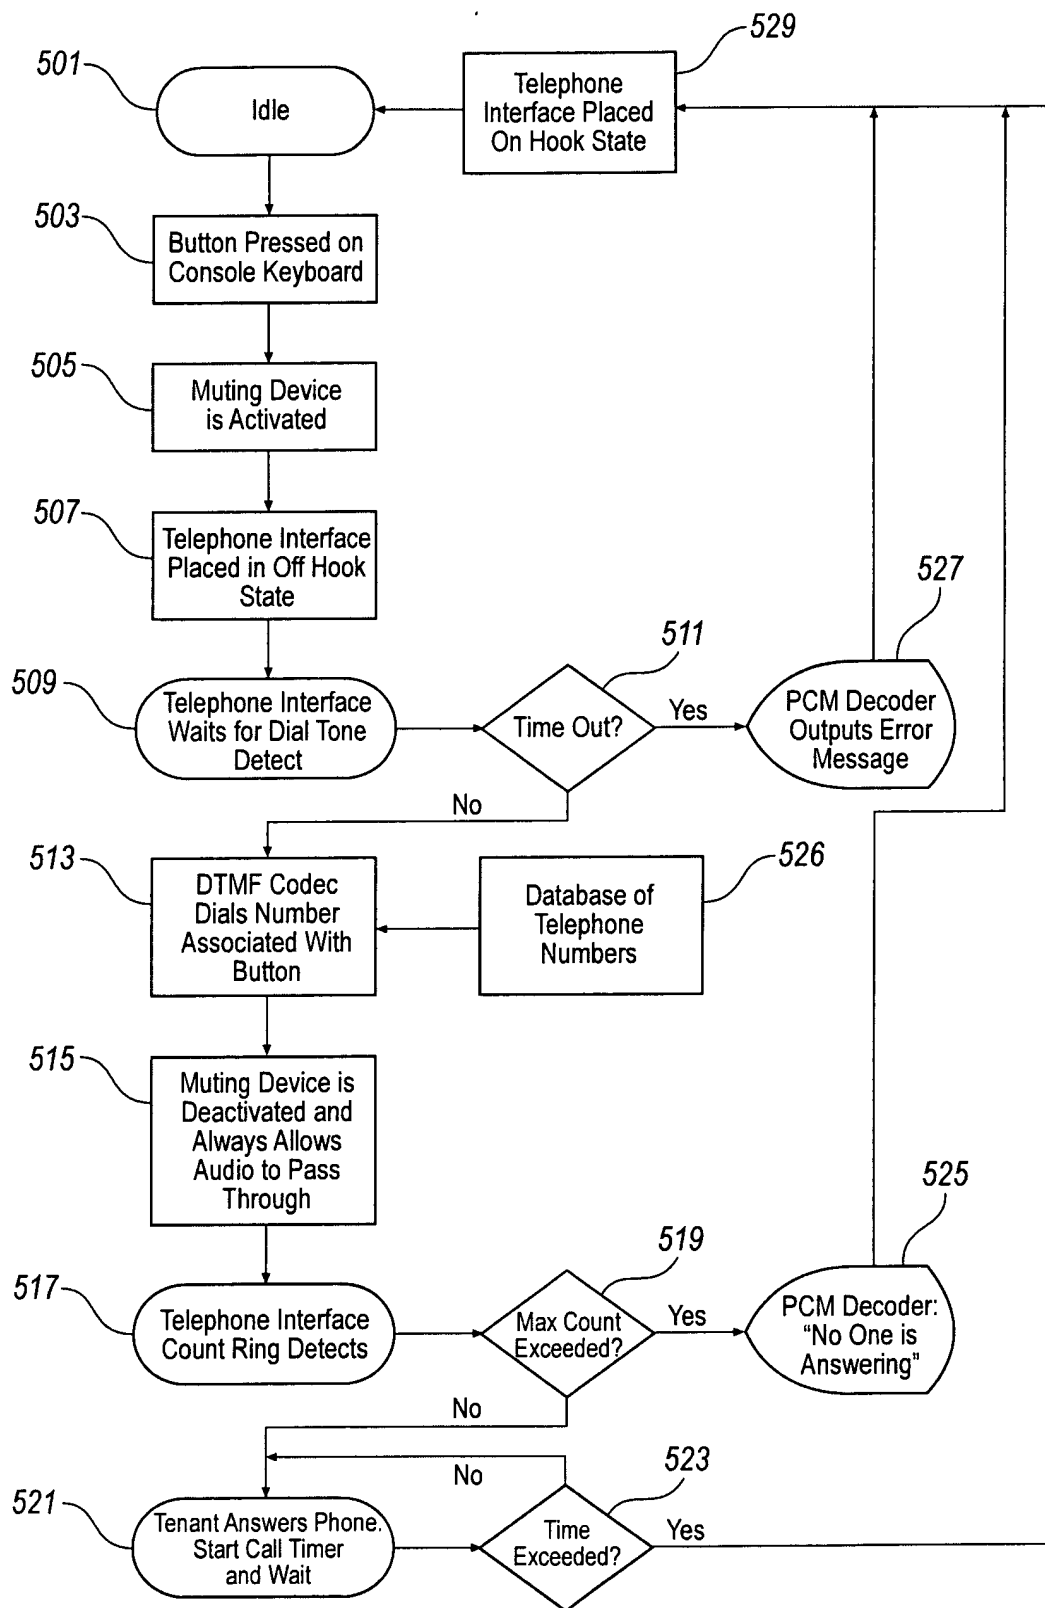 529
501
Idle
Telephone
Interface Placed
On Hook State
503
Button Pressed on
Console Keyboard
505
Muting Device
is Activated
507
Telephone Interface
Placed in Off Hook
State
527
511
509
Telephone Interface
Waits for Dial Tone
Detect
Time Out?
Yes
PCM Decoder
Outputs Error
Message
No
513
DTMF Codec
Dials Number
Associated With
Button
526
Database of
Telephone
Numbers
515
Muting Device is
Deactivated and
Always Allows
Audio to Pass
Through
525
519
517
Telephone Interface
Count Ring Detects
Max Count
Exceeded?
Yes
PCM Decoder:
“No One is
Answering”
No
No
523
521
Tenant Answers Phone.
Start Call Timer
and Wait
Time
Exceeded?
Yes